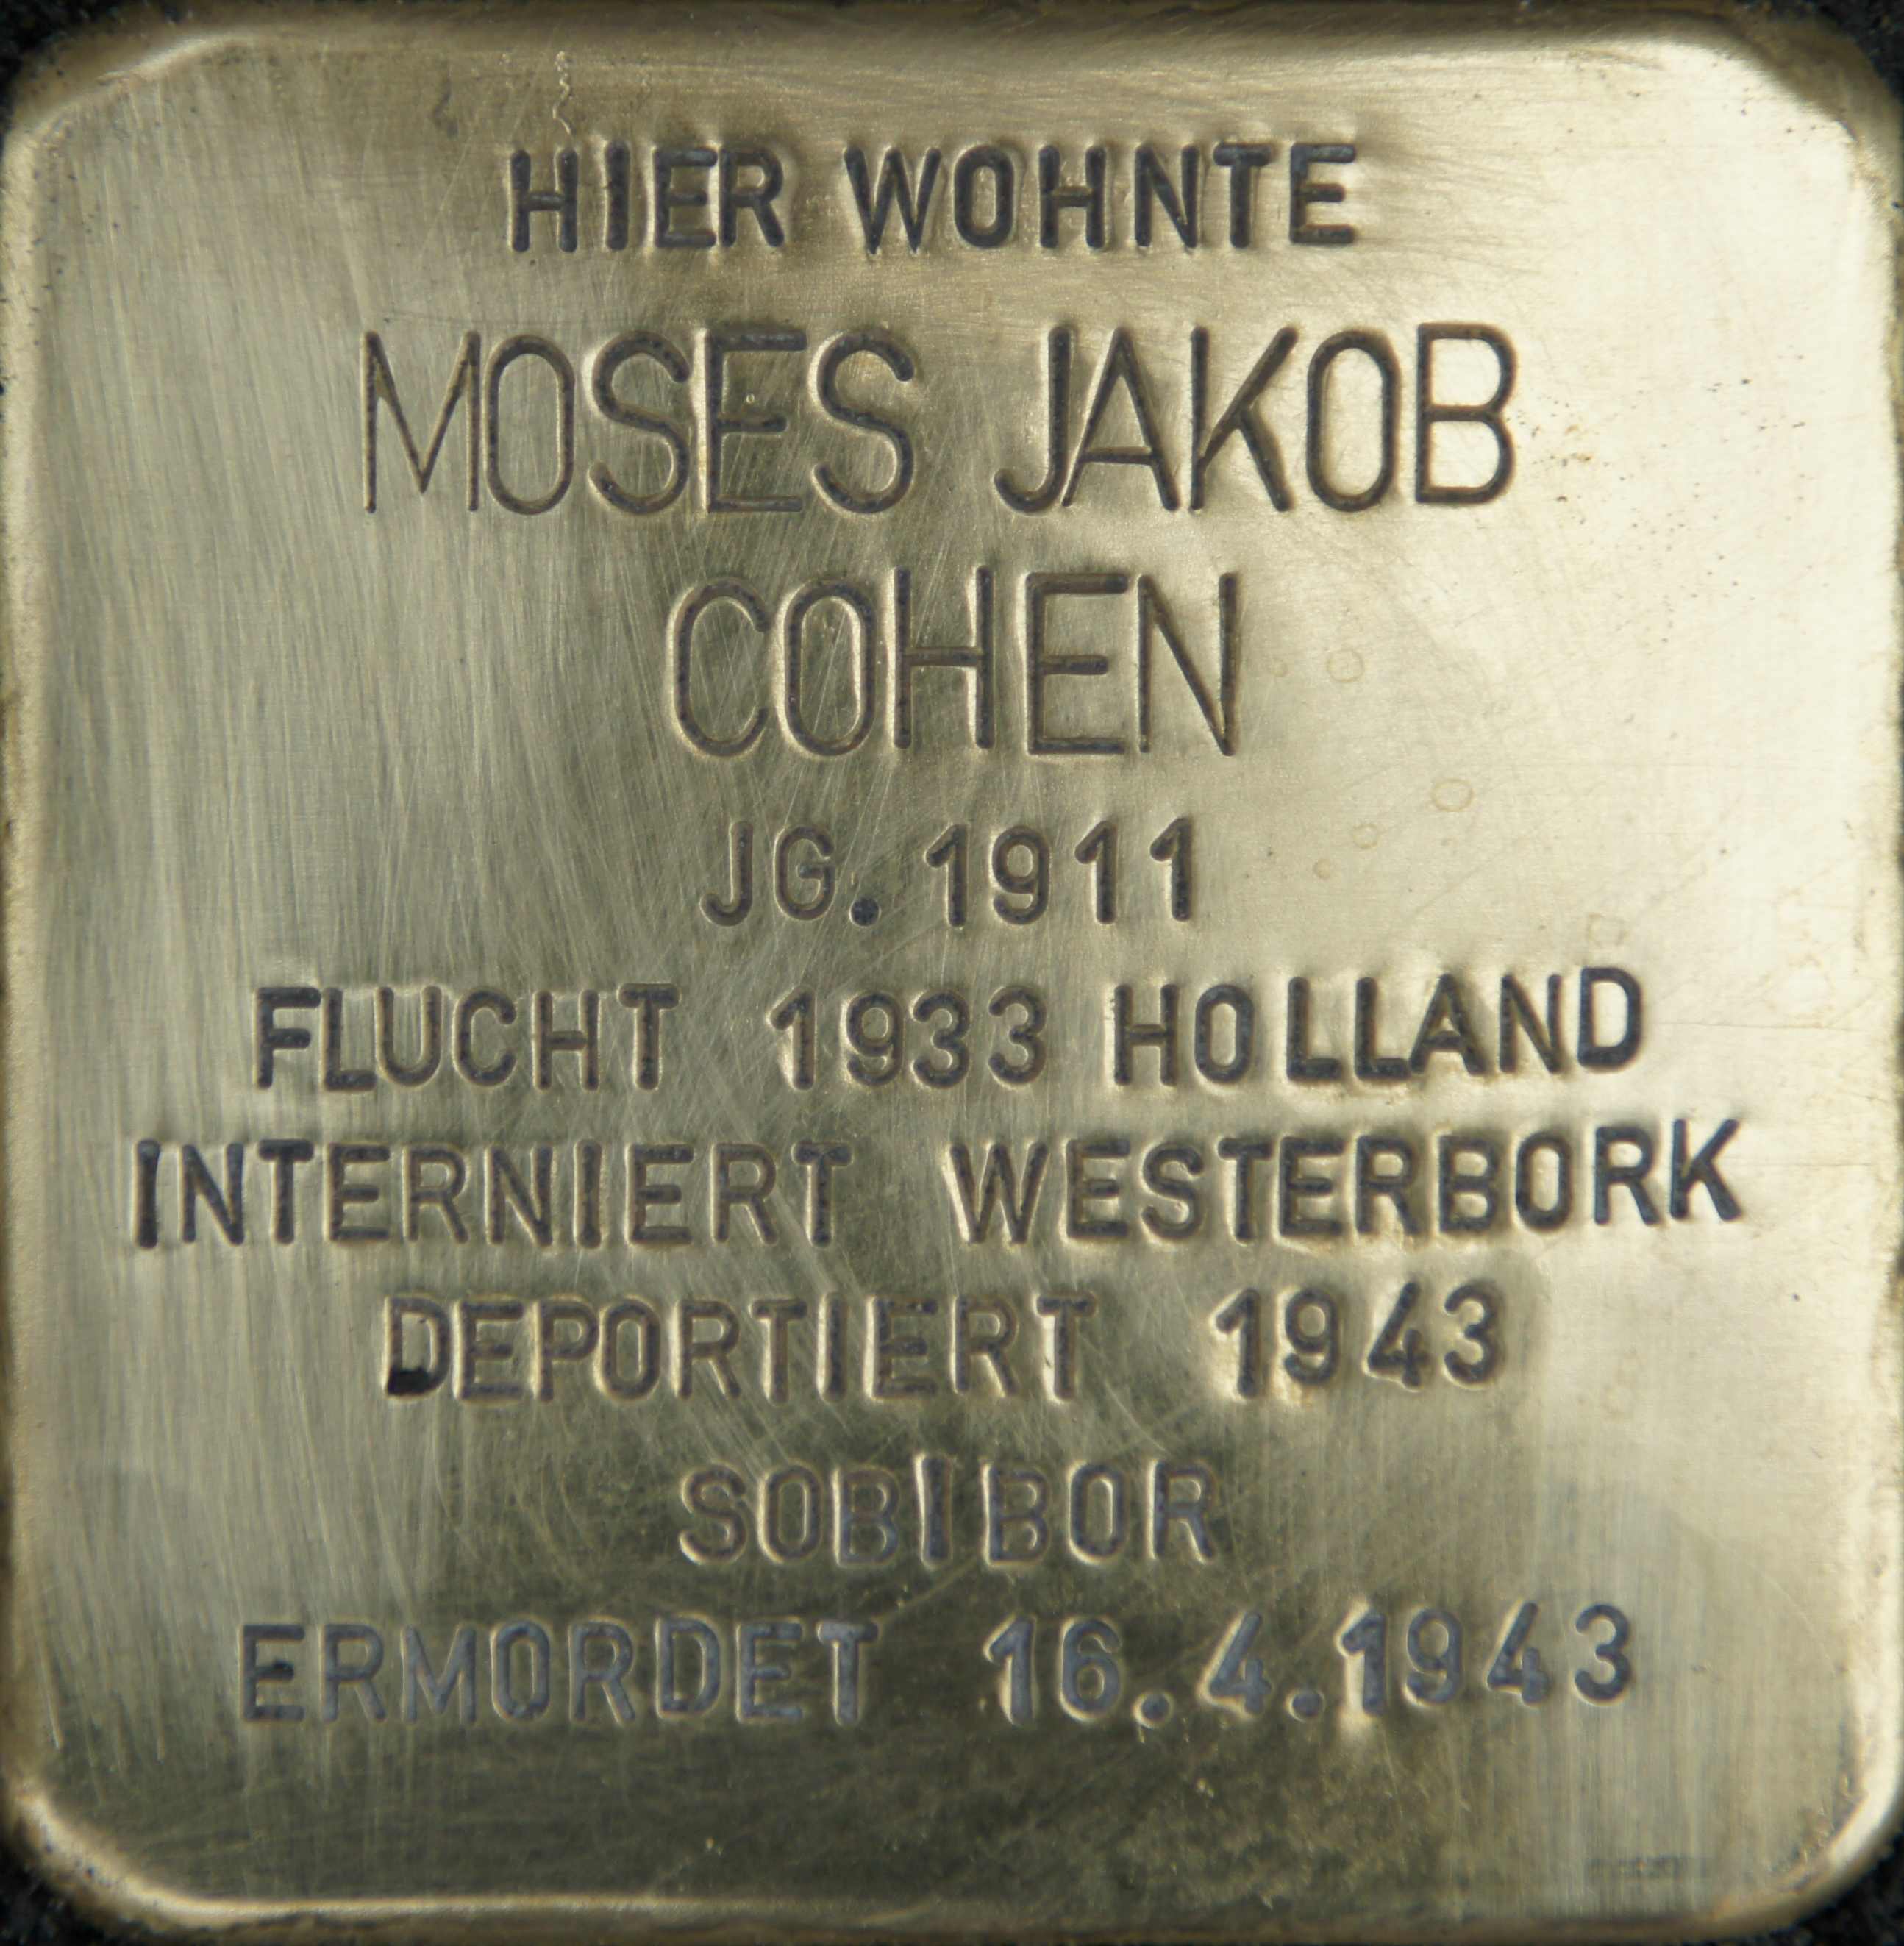 HIER WOHNTE
MOSES JAKOB
COHEN
JG. 1911
FLUCHT 1933 HOLLAND
INTERNIERT WESTERBORK
DEPORTIERT 1943
SOBIBOR
ERMORDET 16.4.1943